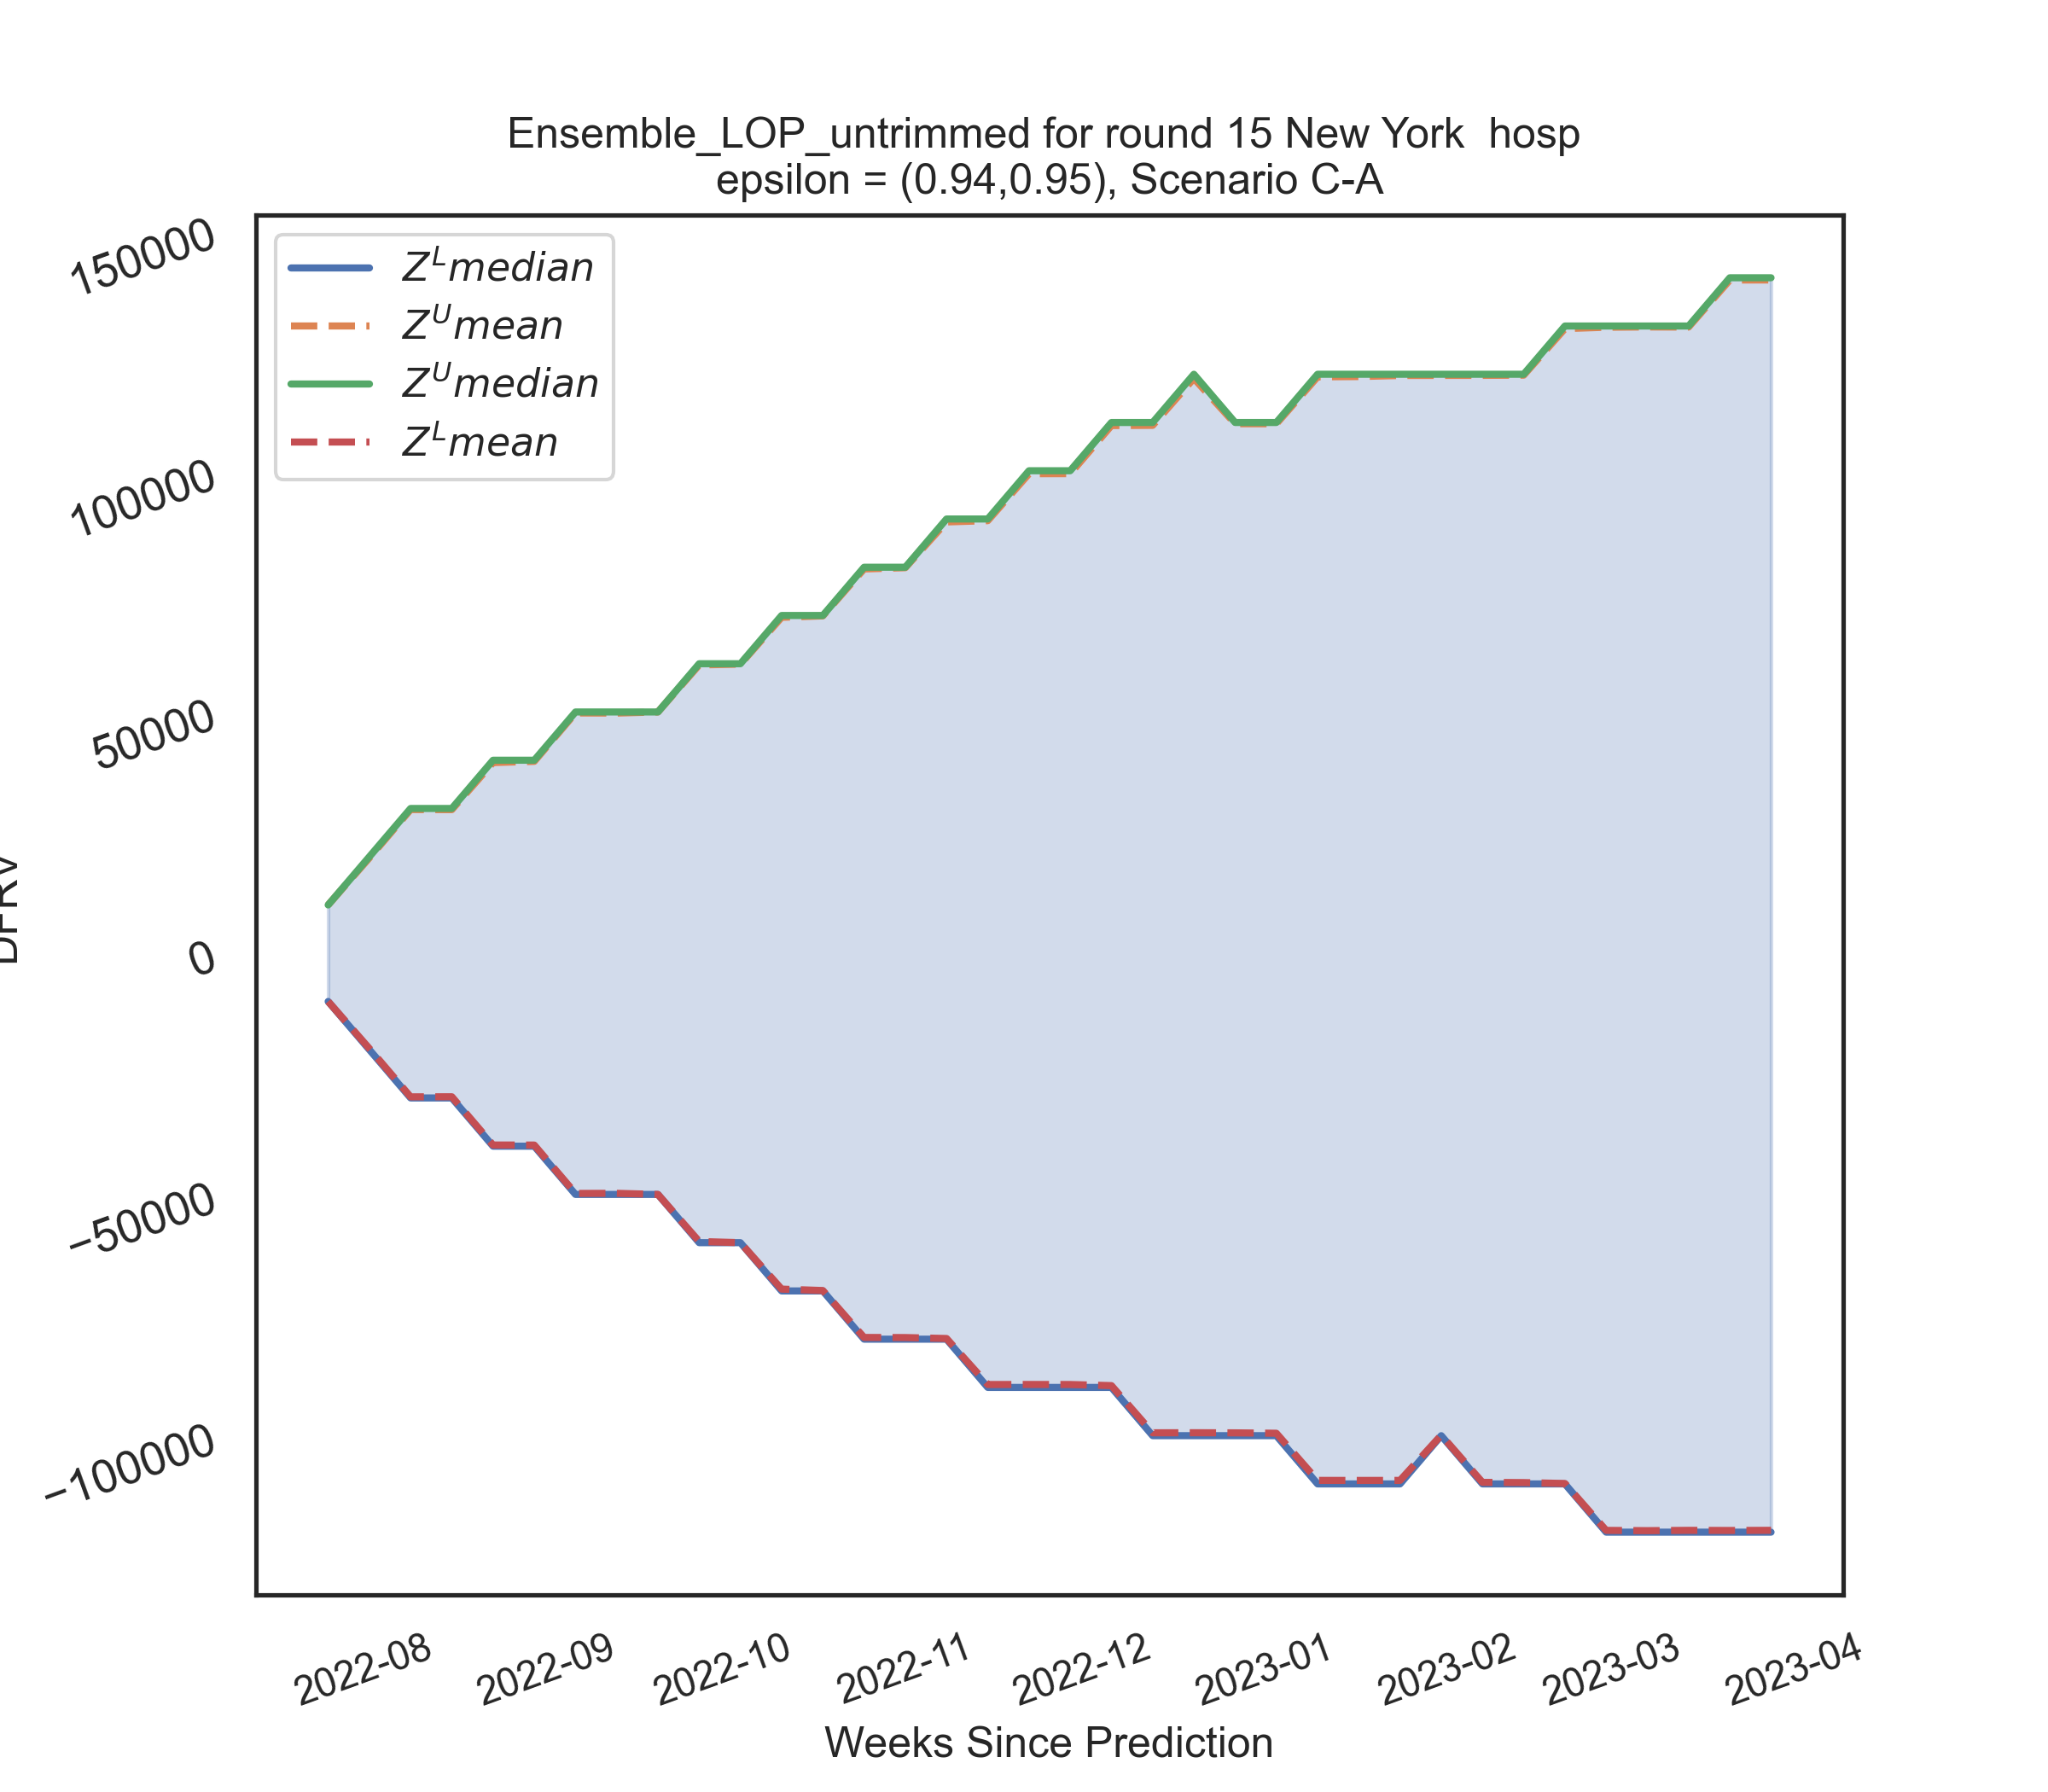 Ensemble_LOP_untrimmed for round 15 New York  hosp
epsilon = (0.94,0.95), Scenario C-A
Z^L median
Z^U mean
Z^U median
Z^L mean
150000
100000
50000
0
−50000
−100000
2022-08
2022-09
2022-10
2022-11
2022-12
2023-01
2023-02
2023-03
2023-04
Weeks Since Prediction